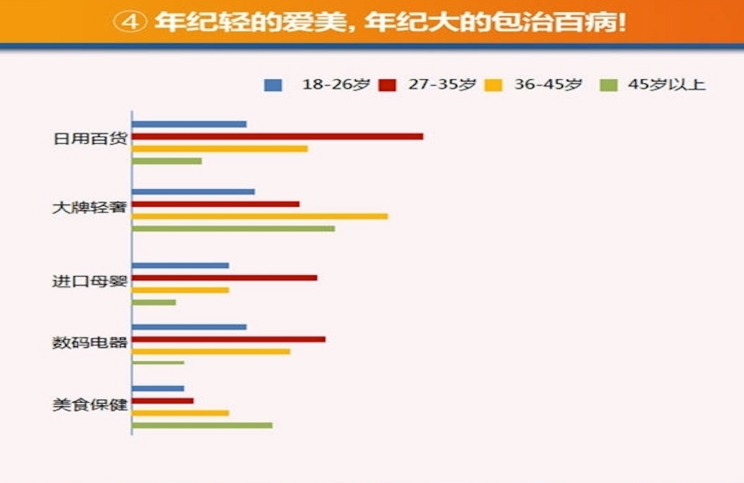 ④ 年纪轻的爱美, 年纪大的包治百病!
18-26岁 27-35岁 36-45岁 45岁以上
日用百货
大牌轻奢
进口母婴
数码电器
美食保健